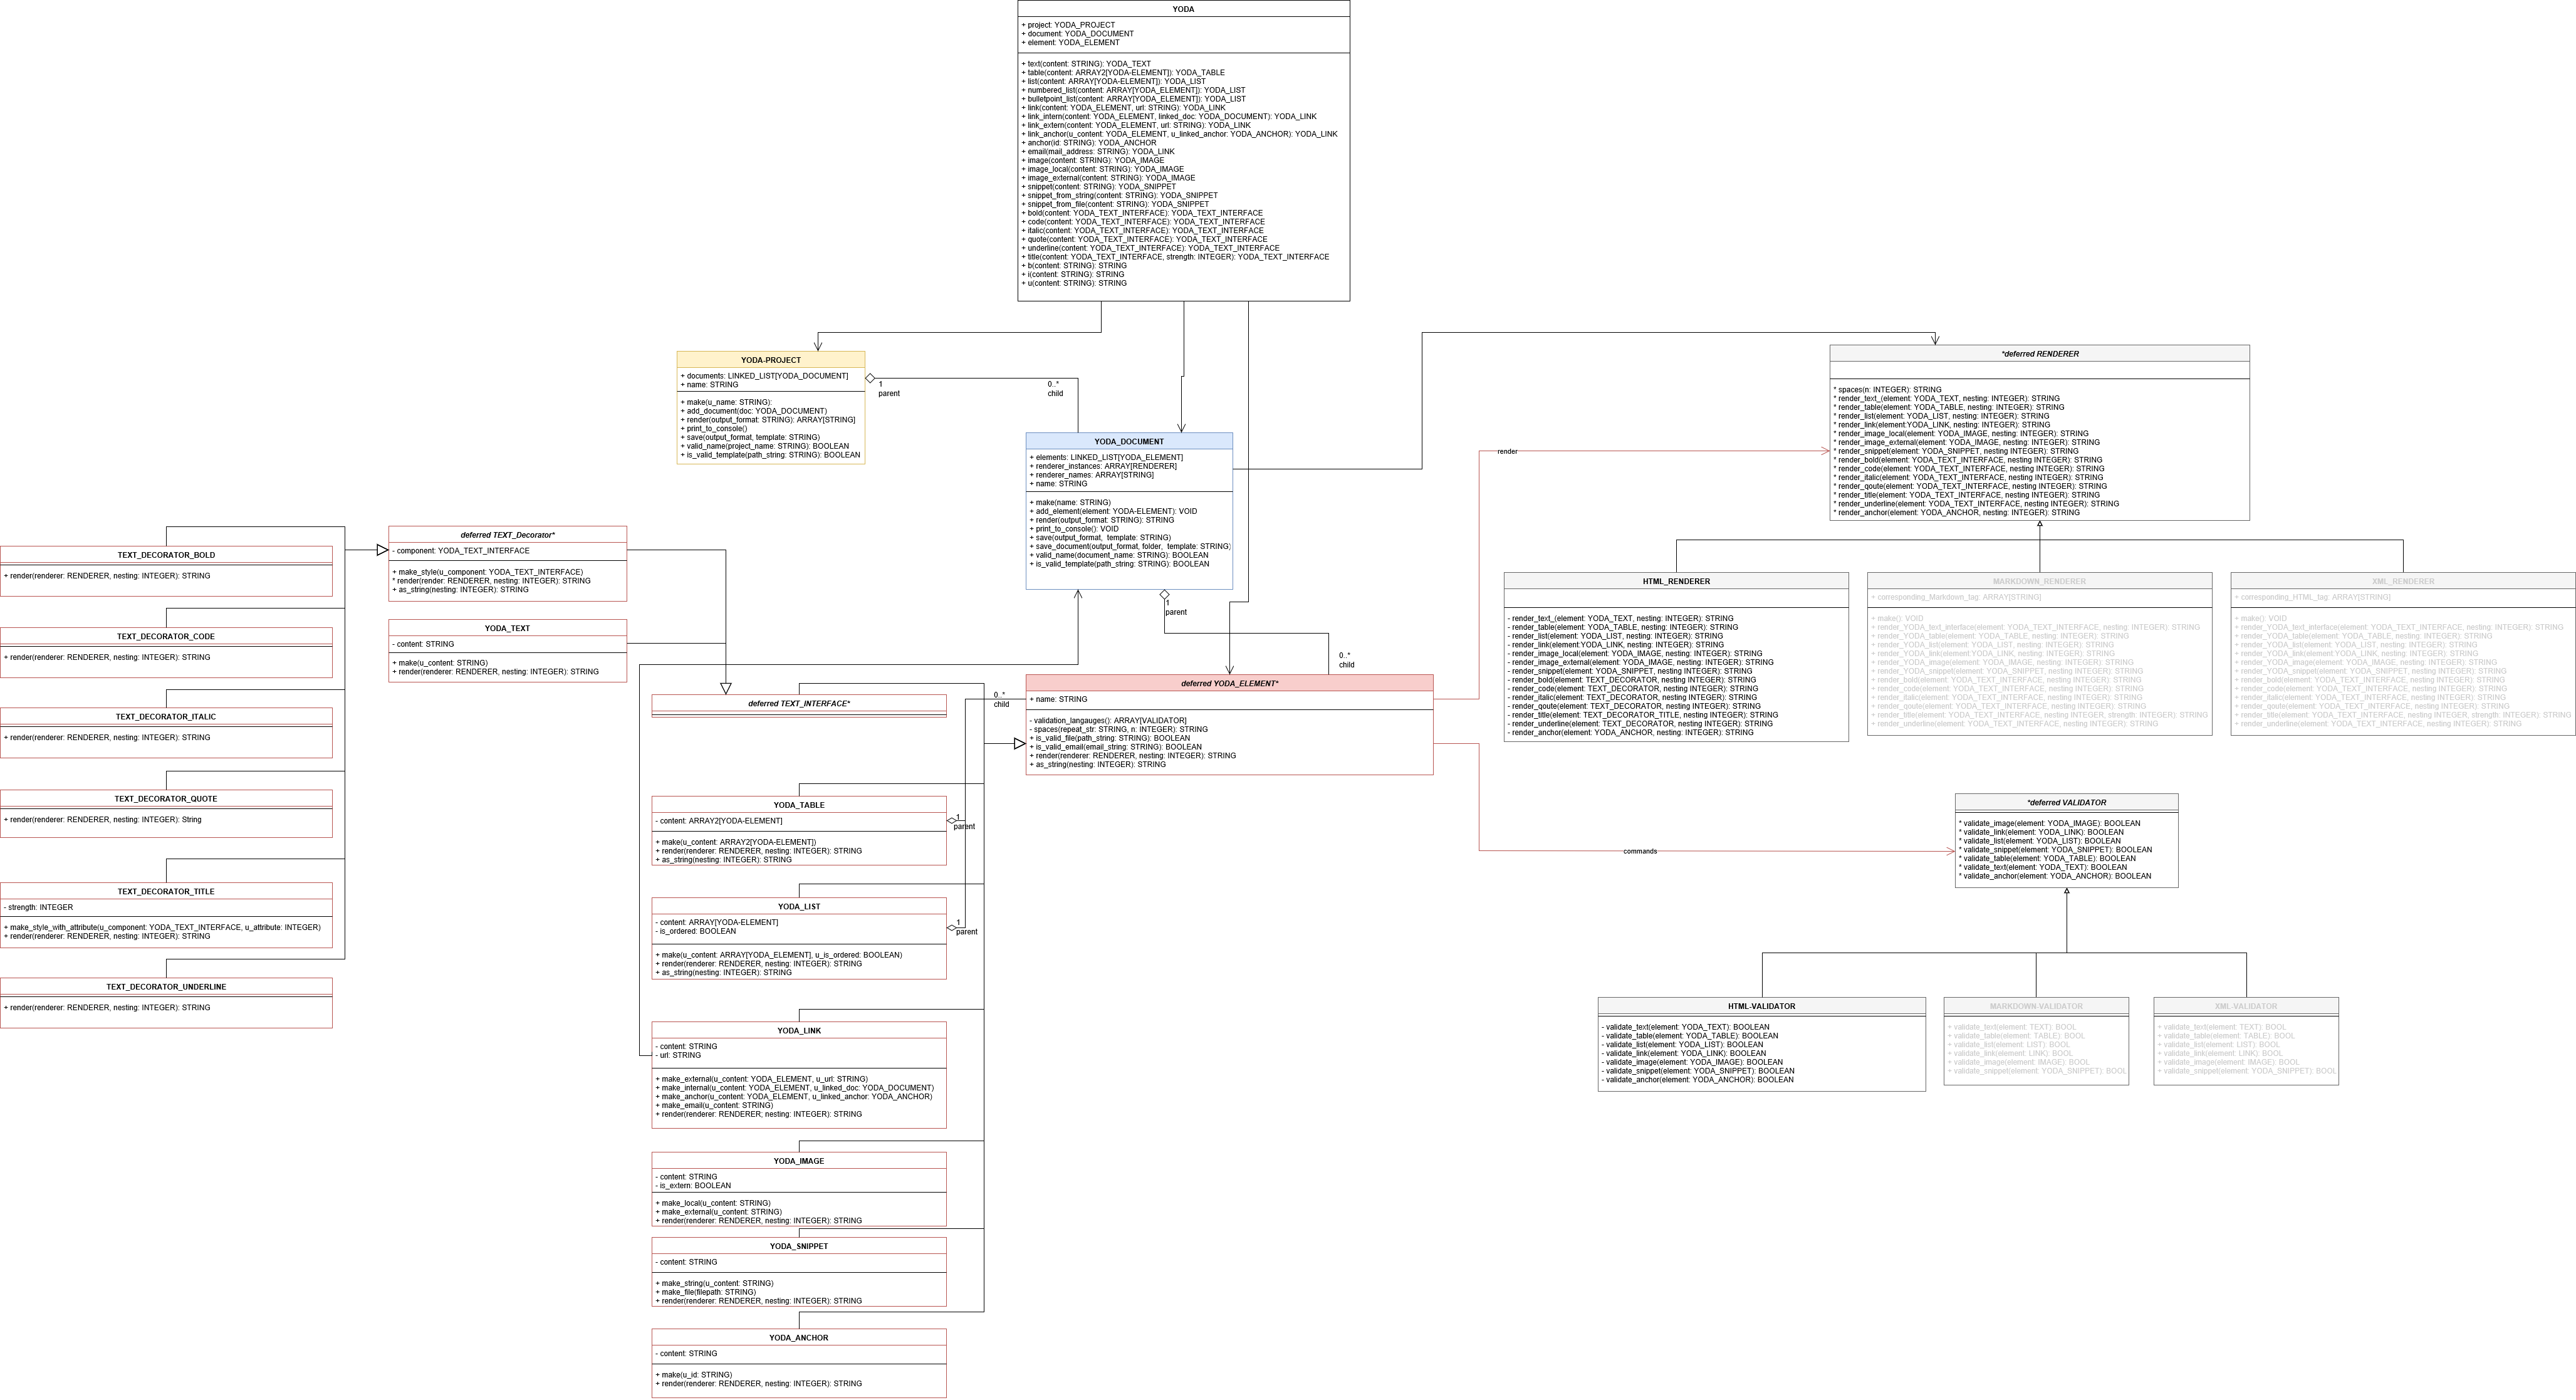 YODA
+ project: YODA_PROJECT
+ document: YODA_DOCUMENT
+ element: YODA_ELEMENT
+ text(content: STRING): YODA_TEXT
+ table(content: ARRAY2[YODA-ELEMENT]): YODA_TABLE
+ list(content: ARRAY[YODA-ELEMENT]): YODA_LIST
+ numbered_list(content: ARRAY[YODA_ELEMENT]): YODA_LIST
+ bulletpoint_list(content: ARRAY[YODA_ELEMENT]): YODA_LIST
+ link(content: YODA_ELEMENT, url: STRING): YODA_LINK
+ link_intern(content: YODA_ELEMENT, linked_doc: YODA_DOCUMENT): YODA_LINK
+ link_extern(content: YODA_ELEMENT, url: STRING): YODA_LINK
+ link_anchor(u_content: YODA_ELEMENT, u_linked_anchor: YODA_ANCHOR): YODA_LINK
+ anchor(id: STRING): YODA_ANCHOR
+ email(mail_address: STRING): YODA_LINK
+ image(content: STRING): YODA_IMAGE
+ image_local(content: STRING): YODA_IMAGE
+ image_external(content: STRING): YODA_IMAGE
+ snippet(content: STRING): YODA_SNIPPET
+ snippet_from_string(content: STRING): YODA_SNIPPET
+ snippet_from_file(content: STRING): YODA_SNIPPET
+ bold(content: YODA_TEXT_INTERFACE): YODA_TEXT_INTERFACE
+ code(content: YODA_TEXT_INTERFACE): YODA_TEXT_INTERFACE
+ italic(content: YODA_TEXT_INTERFACE): YODA_TEXT_INTERFACE
+ quote(content: YODA_TEXT_INTERFACE): YODA_TEXT_INTERFACE
+ underline(content: YODA_TEXT_INTERFACE): YODA_TEXT_INTERFACE
+ title(content: YODA_TEXT_INTERFACE, strength: INTEGER): YODA_TEXT_INTERFACE
+ b(content: STRING): STRING
+ i(content: STRING): STRING
+ u(content: STRING): STRING
YODA-PROJECT
+ documents: LINKED_LIST[YODA_DOCUMENT]
+ name: STRING
+ make(u_name: STRING):
+ add_document(doc: YODA_DOCUMENT)
+ render(output_format: STRING): ARRAY[STRING]
+ print_to_console()
+ save(output_format, template: STRING)
+ valid_name(project_name: STRING): BOOLEAN
+ is_valid_template(path_string: STRING): BOOLEAN
1
parent
0..*
child
YODA_DOCUMENT
+ elements: LINKED_LIST[YODA_ELEMENT]
+ renderer_instances: ARRAY[RENDERER]
+ renderer_names: ARRAY[STRING]
+ name: STRING
+ make(name: STRING)
+ add_element(element: YODA-ELEMENT): VOID
+ render(output_format: STRING): STRING
+ print_to_console(): VOID
+ save(output_format,  template: STRING)
+ save_document(output_format, folder,  template: STRING)
+ valid_name(document_name: STRING): BOOLEAN
+ is_valid_template(path_string: STRING): BOOLEAN
1
parent
0..*
child
*deferred RENDERER
* spaces(n: INTEGER): STRING
* render_text_(element: YODA_TEXT, nesting: INTEGER): STRING
* render_table(element: YODA_TABLE, nesting: INTEGER): STRING
* render_list(element: YODA_LIST, nesting: INTEGER): STRING
* render_link(element:YODA_LINK, nesting: INTEGER): STRING
* render_image_local(element: YODA_IMAGE, nesting: INTEGER): STRING
* render_image_external(element: YODA_IMAGE, nesting: INTEGER): STRING
* render_snippet(element: YODA_SNIPPET, nesting INTEGER): STRING
* render_bold(element: YODA_TEXT_INTERFACE, nesting INTEGER): STRING
* render_code(element: YODA_TEXT_INTERFACE, nesting INTEGER): STRING
* render_italic(element: YODA_TEXT_INTERFACE, nesting INTEGER): STRING
* render_qoute(element: YODA_TEXT_INTERFACE, nesting INTEGER): STRING
* render_title(element: YODA_TEXT_INTERFACE, nesting INTEGER): STRING
* render_underline(element: YODA_TEXT_INTERFACE, nesting INTEGER): STRING
* render_anchor(element: YODA_ANCHOR, nesting: INTEGER): STRING
render
deferred TEXT_Decorator*
- component: YODA_TEXT_INTERFACE
+ make_style(u_component: YODA_TEXT_INTERFACE)
* render(render: RENDERER, nesting: INTEGER): STRING
+ as_string(nesting: INTEGER): STRING
TEXT_DECORATOR_BOLD
+ render(renderer: RENDERER, nesting: INTEGER): STRING
TEXT_DECORATOR_CODE
+ render(renderer: RENDERER, nesting: INTEGER): STRING
TEXT_DECORATOR_ITALIC
+ render(renderer: RENDERER, nesting: INTEGER): STRING
TEXT_DECORATOR_QUOTE
+ render(renderer: RENDERER, nesting: INTEGER): String
TEXT_DECORATOR_TITLE
- strength: INTEGER
+ make_style_with_attribute(u_component: YODA_TEXT_INTERFACE, u_attribute: INTEGER)
+ render(renderer: RENDERER, nesting: INTEGER): STRING
TEXT_DECORATOR_UNDERLINE
+ render(renderer: RENDERER, nesting: INTEGER): STRING
YODA_TEXT
- content: STRING
+ make(u_content: STRING)
+ render(renderer: RENDERER, nesting: INTEGER): STRING
deferred TEXT_INTERFACE*
0..*
child
deferred YODA_ELEMENT*
+ name: STRING
- validation_langauges(): ARRAY[VALIDATOR]
- spaces(repeat_str: STRING, n: INTEGER): STRING
+ is_valid_file(path_string: STRING): BOOLEAN
+ is_valid_email(email_string: STRING): BOOLEAN
+ render(renderer: RENDERER, nesting: INTEGER): STRING
+ as_string(nesting: INTEGER): STRING
YODA_TABLE
- content: ARRAY2[YODA-ELEMENT]
+ make(u_content: ARRAY2[YODA-ELEMENT])
+ render(renderer: RENDERER, nesting: INTEGER): STRING
+ as_string(nesting: INTEGER): STRING
1
parent
YODA_LIST
- content: ARRAY[YODA-ELEMENT]
- is_ordered: BOOLEAN
+ make(u_content: ARRAY[YODA_ELEMENT], u_is_ordered: BOOLEAN)
+ render(renderer: RENDERER, nesting: INTEGER): STRING
+ as_string(nesting: INTEGER): STRING
1
parent
YODA_LINK
- content: STRING
- url: STRING
+ make_external(u_content: YODA_ELEMENT, u_url: STRING)
+ make_internal(u_content: YODA_ELEMENT, u_linked_doc: YODA_DOCUMENT)
+ make_anchor(u_content: YODA_ELEMENT, u_linked_anchor: YODA_ANCHOR)
+ make_email(u_content: STRING)
+ render(renderer: RENDERER, nesting: INTEGER): STRING
YODA_IMAGE
- content: STRING
- is_extern: BOOLEAN
+ make_local(u_content: STRING)
+ make_external(u_content: STRING)
+ render(renderer: RENDERER, nesting: INTEGER): STRING
YODA_SNIPPET
- content: STRING
+ make_string(u_content: STRING)
+ make_file(filepath: STRING)
+ render(renderer: RENDERER, nesting: INTEGER): STRING
YODA_ANCHOR
- content: STRING
+ make(u_id: STRING)
+ render(renderer: RENDERER, nesting: INTEGER): STRING
HTML_RENDERER
- render_text_(element: YODA_TEXT, nesting: INTEGER): STRING
- render_table(element: YODA_TABLE, nesting: INTEGER): STRING
- render_list(element: YODA_LIST, nesting: INTEGER): STRING
- render_link(element:YODA_LINK, nesting: INTEGER): STRING
- render_image_local(element: YODA_IMAGE, nesting: INTEGER): STRING
- render_image_external(element: YODA_IMAGE, nesting: INTEGER): STRING
- render_snippet(element: YODA_SNIPPET, nesting INTEGER): STRING
- render_bold(element: TEXT_DECORATOR, nesting INTEGER): STRING
- render_code(element: TEXT_DECORATOR, nesting INTEGER): STRING
- render_italic(element: TEXT_DECORATOR, nesting INTEGER): STRING
- render_qoute(element: TEXT_DECORATOR, nesting INTEGER): STRING
- render_title(element: TEXT_DECORATOR_TITLE, nesting INTEGER): STRING
- render_underline(element: TEXT_DECORATOR, nesting INTEGER): STRING
- render_anchor(element: YODA_ANCHOR, nesting: INTEGER): STRING
MARKDOWN_RENDERER
+ corresponding_Markdown_tag: ARRAY[STRING]
+ make(): VOID
+ render_YODA_text_interface(element: YODA_TEXT_INTERFACE, nesting: INTEGER): STRING
+ render_YODA_table(element: YODA_TABLE, nesting: INTEGER): STRING
+ render_YODA_list(element: YODA_LIST, nesting: INTEGER): STRING
+ render_YODA_link(element:YODA_LINK, nesting: INTEGER): STRING
+ render_YODA_image(element: YODA_IMAGE, nesting: INTEGER): STRING
+ render_YODA_snippet(element: YODA_SNIPPET, nesting INTEGER): STRING
+ render_bold(element: YODA_TEXT_INTERFACE, nesting INTEGER): STRING
+ render_code(element: YODA_TEXT_INTERFACE, nesting INTEGER): STRING
+ render_italic(element: YODA_TEXT_INTERFACE, nesting INTEGER): STRING
+ render_qoute(element: YODA_TEXT_INTERFACE, nesting INTEGER): STRING
+ render_title(element: YODA_TEXT_INTERFACE, nesting INTEGER, strength: INTEGER): STRING
+ render_underline(element: YODA_TEXT_INTERFACE, nesting INTEGER): STRING
XML_RENDERER
+ corresponding_HTML_tag: ARRAY[STRING]
+ make(): VOID
+ render_YODA_text_interface(element: YODA_TEXT_INTERFACE, nesting: INTEGER): STRING
+ render_YODA_table(element: YODA_TABLE, nesting: INTEGER): STRING
+ render_YODA_list(element: YODA_LIST, nesting: INTEGER): STRING
+ render_YODA_link(element:YODA_LINK, nesting: INTEGER): STRING
+ render_YODA_image(element: YODA_IMAGE, nesting: INTEGER): STRING
+ render_YODA_snippet(element: YODA_SNIPPET, nesting INTEGER): STRING
+ render_bold(element: YODA_TEXT_INTERFACE, nesting INTEGER): STRING
+ render_code(element: YODA_TEXT_INTERFACE, nesting INTEGER): STRING
+ render_italic(element: YODA_TEXT_INTERFACE, nesting INTEGER): STRING
+ render_qoute(element: YODA_TEXT_INTERFACE, nesting INTEGER): STRING
+ render_title(element: YODA_TEXT_INTERFACE, nesting INTEGER, strength: INTEGER): STRING
+ render_underline(element: YODA_TEXT_INTERFACE, nesting INTEGER): STRING
commands
*deferred VALIDATOR
* validate_image(element: YODA_IMAGE): BOOLEAN
* validate_link(element: YODA_LINK): BOOLEAN
* validate_list(element: YODA_LIST): BOOLEAN
* validate_snippet(element: YODA_SNIPPET): BOOLEAN
* validate_table(element: YODA_TABLE): BOOLEAN
* validate_text(element: YODA_TEXT): BOOLEAN
* validate_anchor(element: YODA_ANCHOR): BOOLEAN
HTML-VALIDATOR
- validate_text(element: YODA_TEXT): BOOLEAN
- validate_table(element: YODA_TABLE): BOOLEAN
- validate_list(element: YODA_LIST): BOOLEAN
- validate_link(element: YODA_LINK): BOOLEAN
- validate_image(element: YODA_IMAGE): BOOLEAN
- validate_snippet(element: YODA_SNIPPET): BOOLEAN
- validate_anchor(element: YODA_ANCHOR): BOOLEAN
MARKDOWN-VALIDATOR
+ validate_text(element: TEXT): BOOL
+ validate_table(element: TABLE): BOOL
+ validate_list(element: LIST): BOOL
+ validate_link(element: LINK): BOOL
+ validate_image(element: IMAGE): BOOL
+ validate_snippet(element: YODA_SNIPPET): BOOL
XML-VALIDATOR
+ validate_text(element: TEXT): BOOL
+ validate_table(element: TABLE): BOOL
+ validate_list(element: LIST): BOOL
+ validate_link(element: LINK): BOOL
+ validate_image(element: IMAGE): BOOL
+ validate_snippet(element: YODA_SNIPPET): BOOL